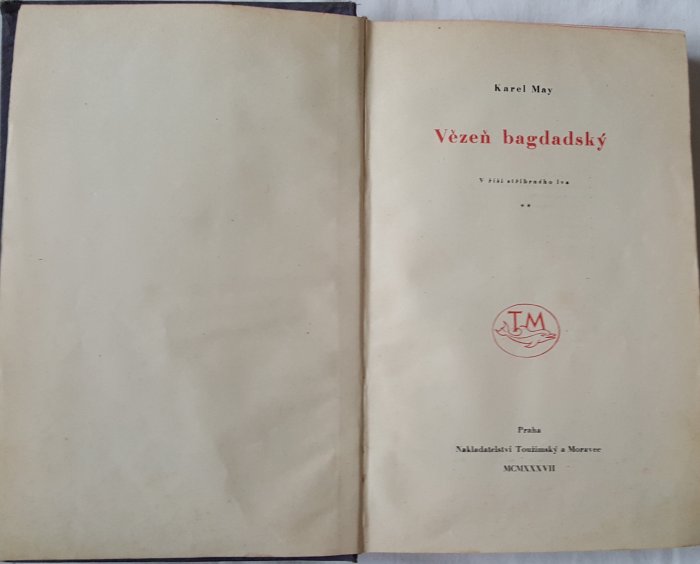 Karel May
Vězeň bagdadský
V říši stříbrného lva
**
TM
Praha
Nakladatelství Toužimský a Moravec
MCMXXXVII